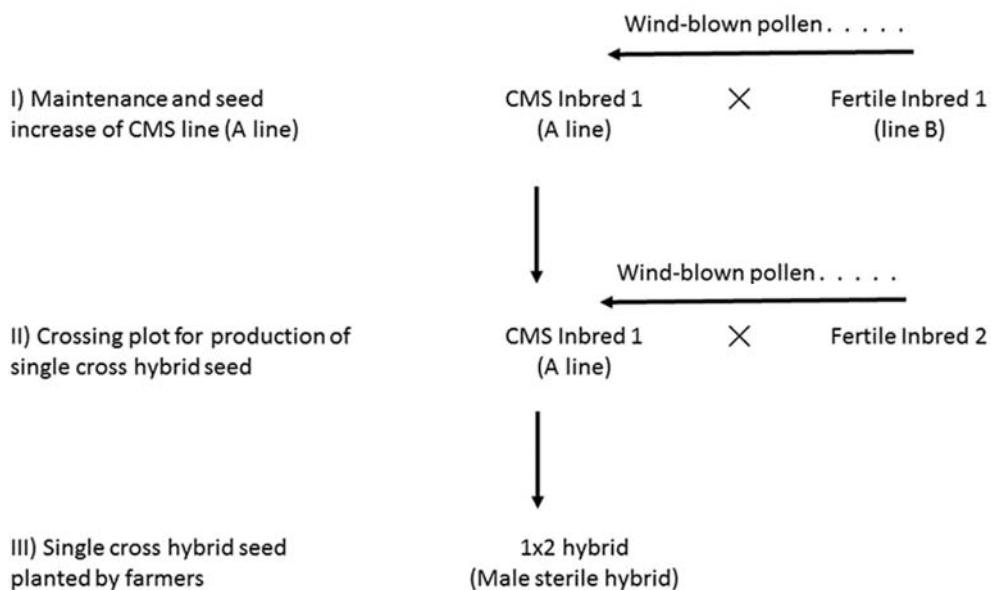 Wind-blown pollen . . . . .
I) Maintenance and seed
increase of CMS line (A line)
CMS Inbred 1
(A line)
×
Fertile Inbred 1
(line B)
Wind-blown pollen . . . . .
II) Crossing plot for production of
single cross hybrid seed
CMS Inbred 1
(A line)
×
Fertile Inbred 2
III) Single cross hybrid seed
planted by farmers
1x2 hybrid
(Male sterile hybrid)